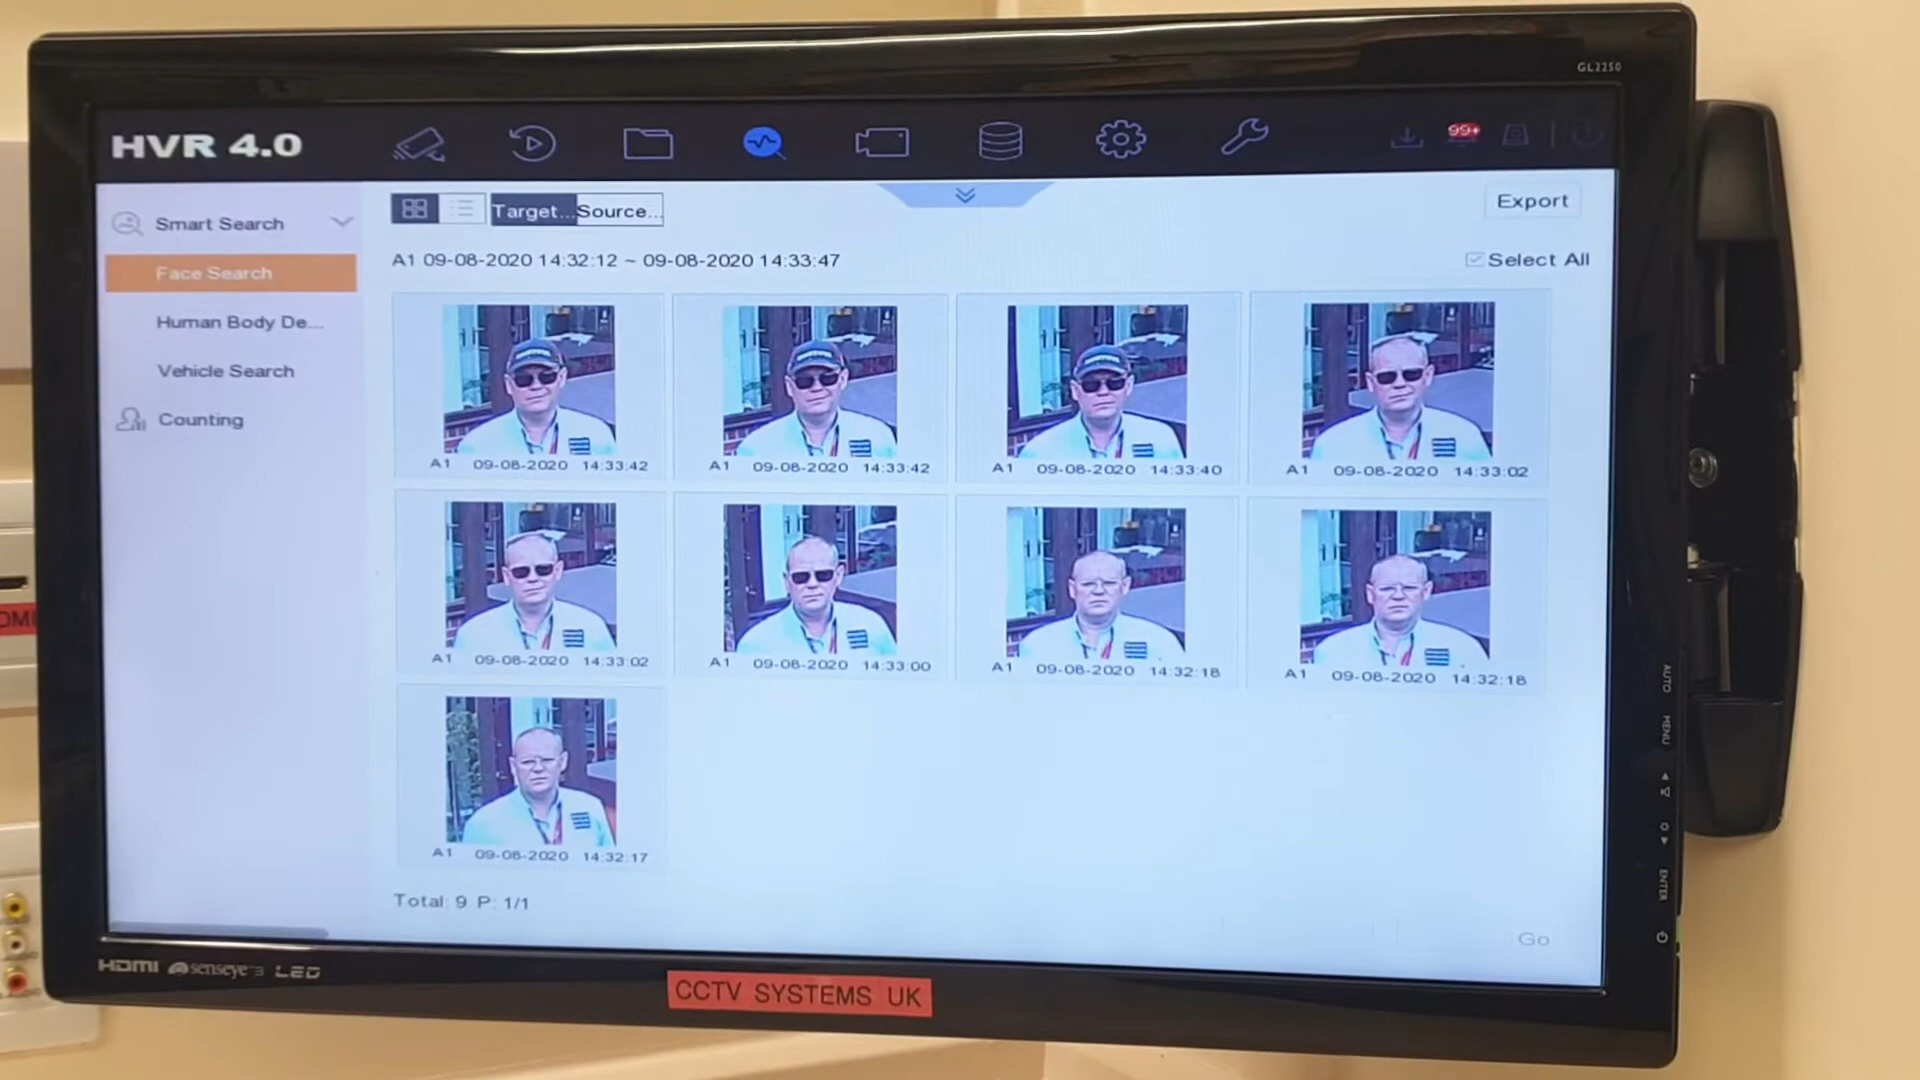 GL2250
HVR 4.0
99+
Smart Search
Face Search
Human Body De...
Vehicle Search
Counting
Target... Source...
Export
A1 09-08-2020 14:32:12 ~ 09-08-2020 14:33:47
Select All
A1 09-08-2020 14:33:42
A1 09-08-2020 14:33:42
A1 09-08-2020 14:33:40
A1 09-08-2020 14:33:02
A1 09-08-2020 14:33:02
A1 09-08-2020 14:33:00
A1 09-08-2020 14:32:18
A1 09-08-2020 14:32:18
A1 09-08-2020 14:32:17
Total: 9 P: 1/1
Go
AUTO
MENU
ENTER
HDMI senseye 3 LED
CCTV SYSTEMS UK